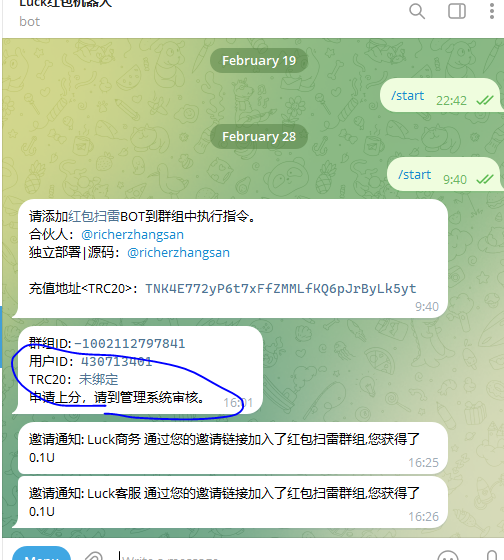 Luck红包机器人
bot
February 19
/start 22:42
February 28
/start 9:40
请添加红包扫雷BOT到群组中执行指令。
合伙人: @richerzhangsan
独立部署|源码: @richerzhangsan
充值地址<TRC20>: TNK4E772yP6t7xFfZMMLfKQ6pJrByLk5yt
9:40
群组ID:-1002112797841
用户ID: 430713401
TRC20: 未绑定
申请上分，请到管理系统审核。 16:01
邀请通知: Luck商务 通过您的邀请链接加入了红包扫雷群组,您获得了
0.1U 16:25
邀请通知: Luck客服 通过您的邀请链接加入了红包扫雷群组,您获得了
0.1U 16:26
Menu
Write a message...